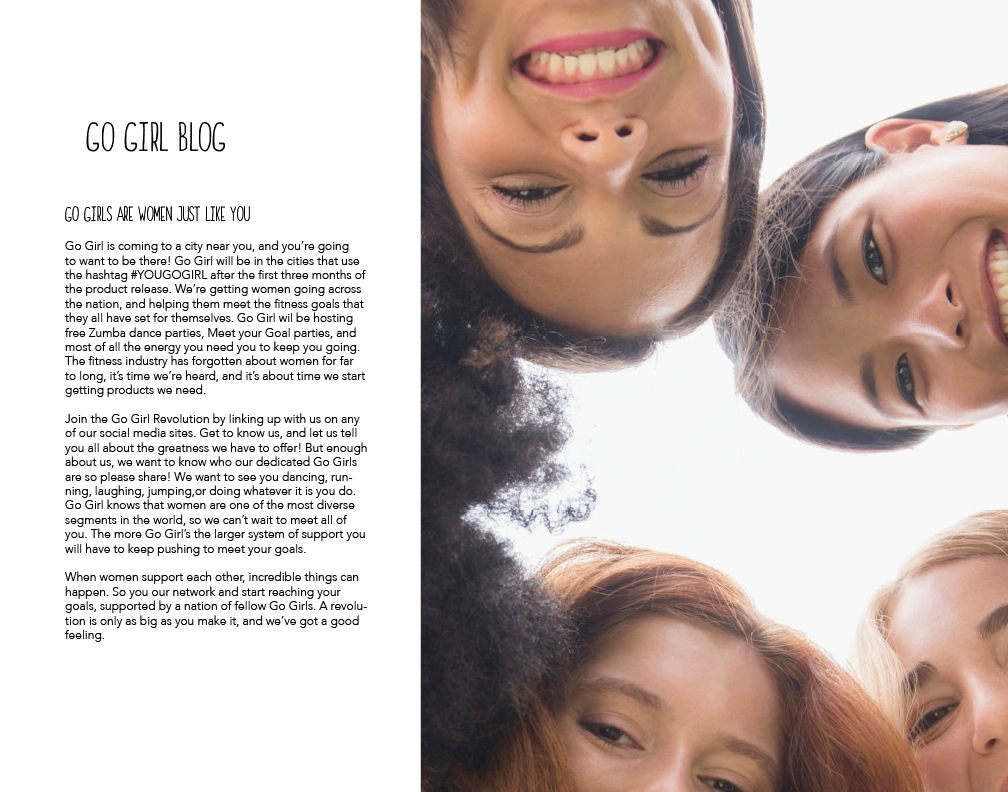 GO GIRL BLOG
GO GIRLS ARE WOMEN JUST LIKE YOU
Go Girl is coming to a city near you, and you're going
to want to be there! Go Girl will be in the cities that use
the hashtag #YOUGOGIRL after the first three months of
the product release. We're getting women going across
the nation, and helping them meet the fitness goals that
they all have set for themselves. Go Girl wil be hosting
free Zumba dance parties, Meet your Goal parties, and
most of all the energy you need you to keep you going.
The fitness industry has forgotten about women for far
to long, it's time we're heard, and it's about time we start
getting products we need.
Join the Go Girl Revolution by linking up with us on any
of our social media sites. Get to know us, and let us tell
you all about the greatness we have to offer! But enough
about us, we want to know who our dedicated Go Girls
are so please share! We want to see you dancing, run-
ning, laughing, jumping,or doing whatever it is you do.
Go Girl knows that women are one of the most diverse
segments in the world, so we can't wait to meet all of
you. The more Go Girl's the larger system of support you
will have to keep pushing to meet your goals.
When women support each other, incredible things can
happen. So you our network and start reaching your
goals, supported by a nation of fellow Go Girls. A revolu-
tion is only as big as you make it, and we've got a good
feeling.